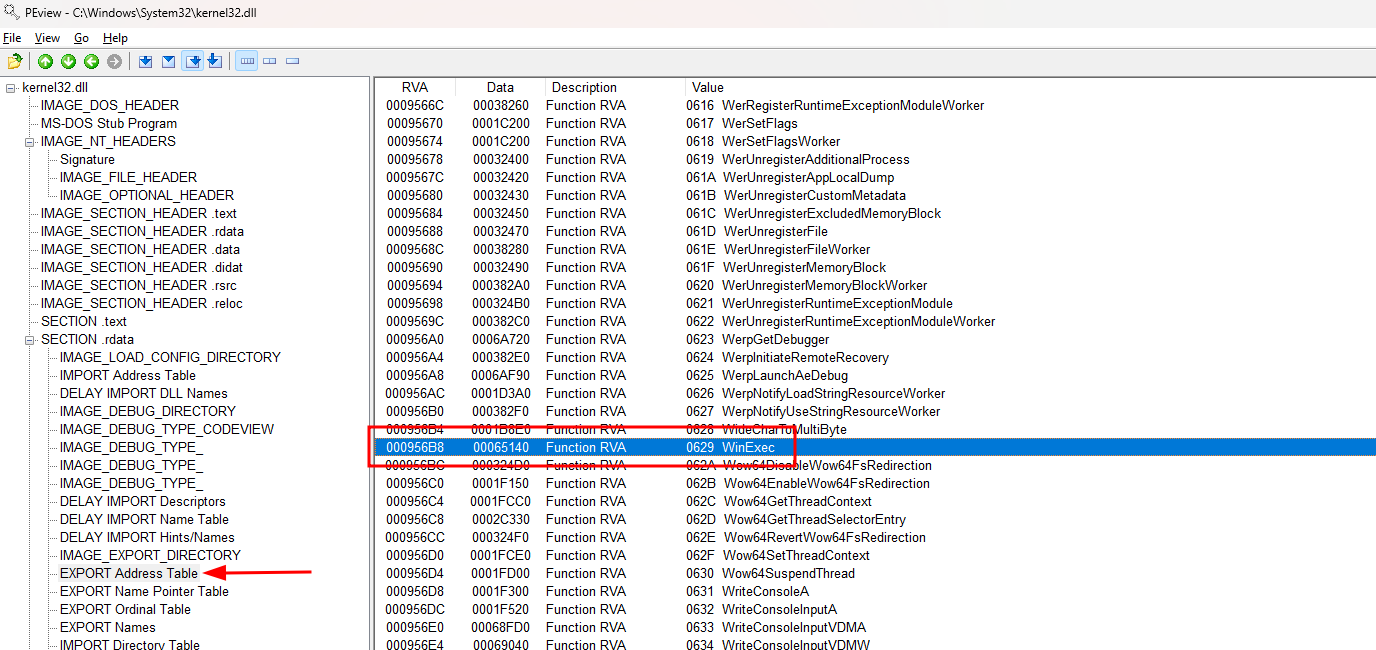 PEview - C:\Windows\System32\kernel32.dll
File View Go Help
kernel32.dll
IMAGE_DOS_HEADER
MS-DOS Stub Program
IMAGE_NT_HEADERS
Signature
IMAGE_FILE_HEADER
IMAGE_OPTIONAL_HEADER
IMAGE_SECTION_HEADER .text
IMAGE_SECTION_HEADER .rdata
IMAGE_SECTION_HEADER .data
IMAGE_SECTION_HEADER .didat
IMAGE_SECTION_HEADER .rsrc
IMAGE_SECTION_HEADER .reloc
SECTION .text
SECTION .rdata
IMAGE_LOAD_CONFIG_DIRECTORY
IMPORT Address Table
DELAY IMPORT DLL Names
IMAGE_DEBUG_DIRECTORY
IMAGE_DEBUG_TYPE_CODEVIEW
IMAGE_DEBUG_TYPE_
IMAGE_DEBUG_TYPE_
IMAGE_DEBUG_TYPE_
DELAY IMPORT Descriptors
DELAY IMPORT Name Table
DELAY IMPORT Hints/Names
IMAGE_EXPORT_DIRECTORY
EXPORT Address Table
EXPORT Name Pointer Table
EXPORT Ordinal Table
EXPORT Names
IMPORT Directory Table
RVA Data Description Value
0009566C 00038260 Function RVA 0616 WerRegisterRuntimeExceptionModuleWorker
00095670 0001C200 Function RVA 0617 WerSetFlags
00095674 0001C200 Function RVA 0618 WerSetFlagsWorker
00095678 00032400 Function RVA 0619 WerUnregisterAdditionalProcess
0009567C 00032420 Function RVA 061A WerUnregisterAppLocalDump
00095680 00032430 Function RVA 061B WerUnregisterCustomMetadata
00095684 00032450 Function RVA 061C WerUnregisterExcludedMemoryBlock
00095688 00032470 Function RVA 061D WerUnregisterFile
0009568C 00038280 Function RVA 061E WerUnregisterFileWorker
00095690 00032490 Function RVA 061F WerUnregisterMemoryBlock
00095694 000382A0 Function RVA 0620 WerUnregisterMemoryBlockWorker
00095698 000324B0 Function RVA 0621 WerUnregisterRuntimeExceptionModule
0009569C 000382C0 Function RVA 0622 WerUnregisterRuntimeExceptionModuleWorker
000956A0 0006A720 Function RVA 0623 WerpGetDebugger
000956A4 000382E0 Function RVA 0624 WerpInitiateRemoteRecovery
000956A8 0006AF90 Function RVA 0625 WerpLaunchAeDebug
000956AC 0001D3A0 Function RVA 0626 WerpNotifyLoadStringResourceWorker
000956B0 000382F0 Function RVA 0627 WerpNotifyUseStringResourceWorker
000956B4 0001B8E0 Function RVA 0628 WideCharToMultiByte
000956B8 00065140 Function RVA 0629 WinExec
000956BC 000324D0 Function RVA 062A Wow64DisableWow64FsRedirection
000956C0 0001F150 Function RVA 062B Wow64EnableWow64FsRedirection
000956C4 0001FCC0 Function RVA 062C Wow64GetThreadContext
000956C8 0002C330 Function RVA 062D Wow64GetThreadSelectorEntry
000956CC 000324F0 Function RVA 062E Wow64RevertWow64FsRedirection
000956D0 0001FCE0 Function RVA 062F Wow64SetThreadContext
000956D4 0001FD00 Function RVA 0630 Wow64SuspendThread
000956D8 0001F300 Function RVA 0631 WriteConsoleA
000956DC 0001F520 Function RVA 0632 WriteConsoleInputA
000956E0 00068FD0 Function RVA 0633 WriteConsoleInputVDMA
000956E4 00069040 Function RVA 0634 WriteConsoleInputVDMW